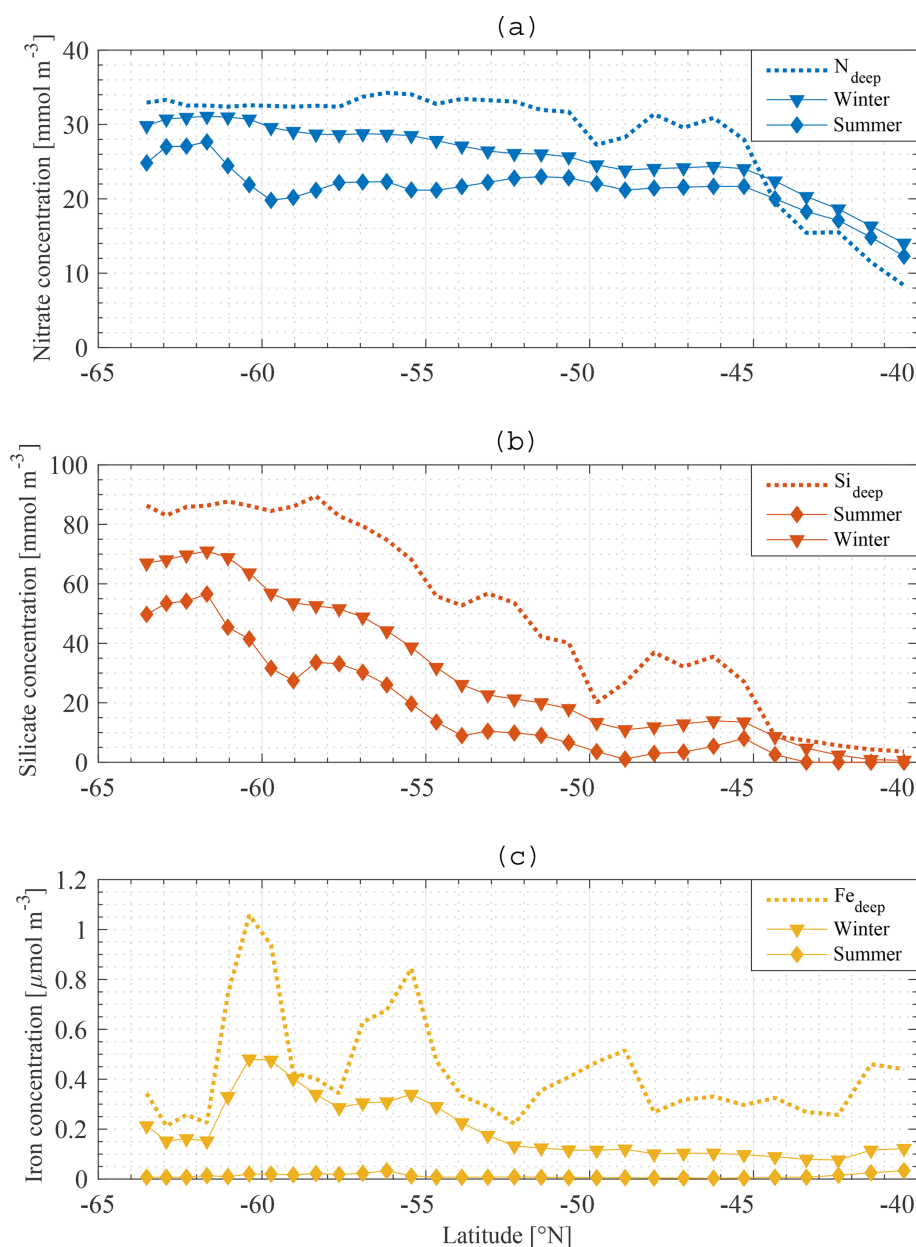 (a)
Nitrate concentration [mmol m⁻³]
40
30
20
10
0
N_deep
Winter
Summer
-65
-60
-55
-50
-45
-40
(b)
Silicate concentration [mmol m⁻³]
100
80
60
40
20
0
Si_deep
Summer
Winter
-65
-60
-55
-50
-45
-40
(c)
Iron concentration [μmol m⁻³]
1.2
1
0.8
0.6
0.4
0.2
0
Fe_deep
Winter
Summer
-65
-60
-55
-50
-45
-40
Latitude [°N]